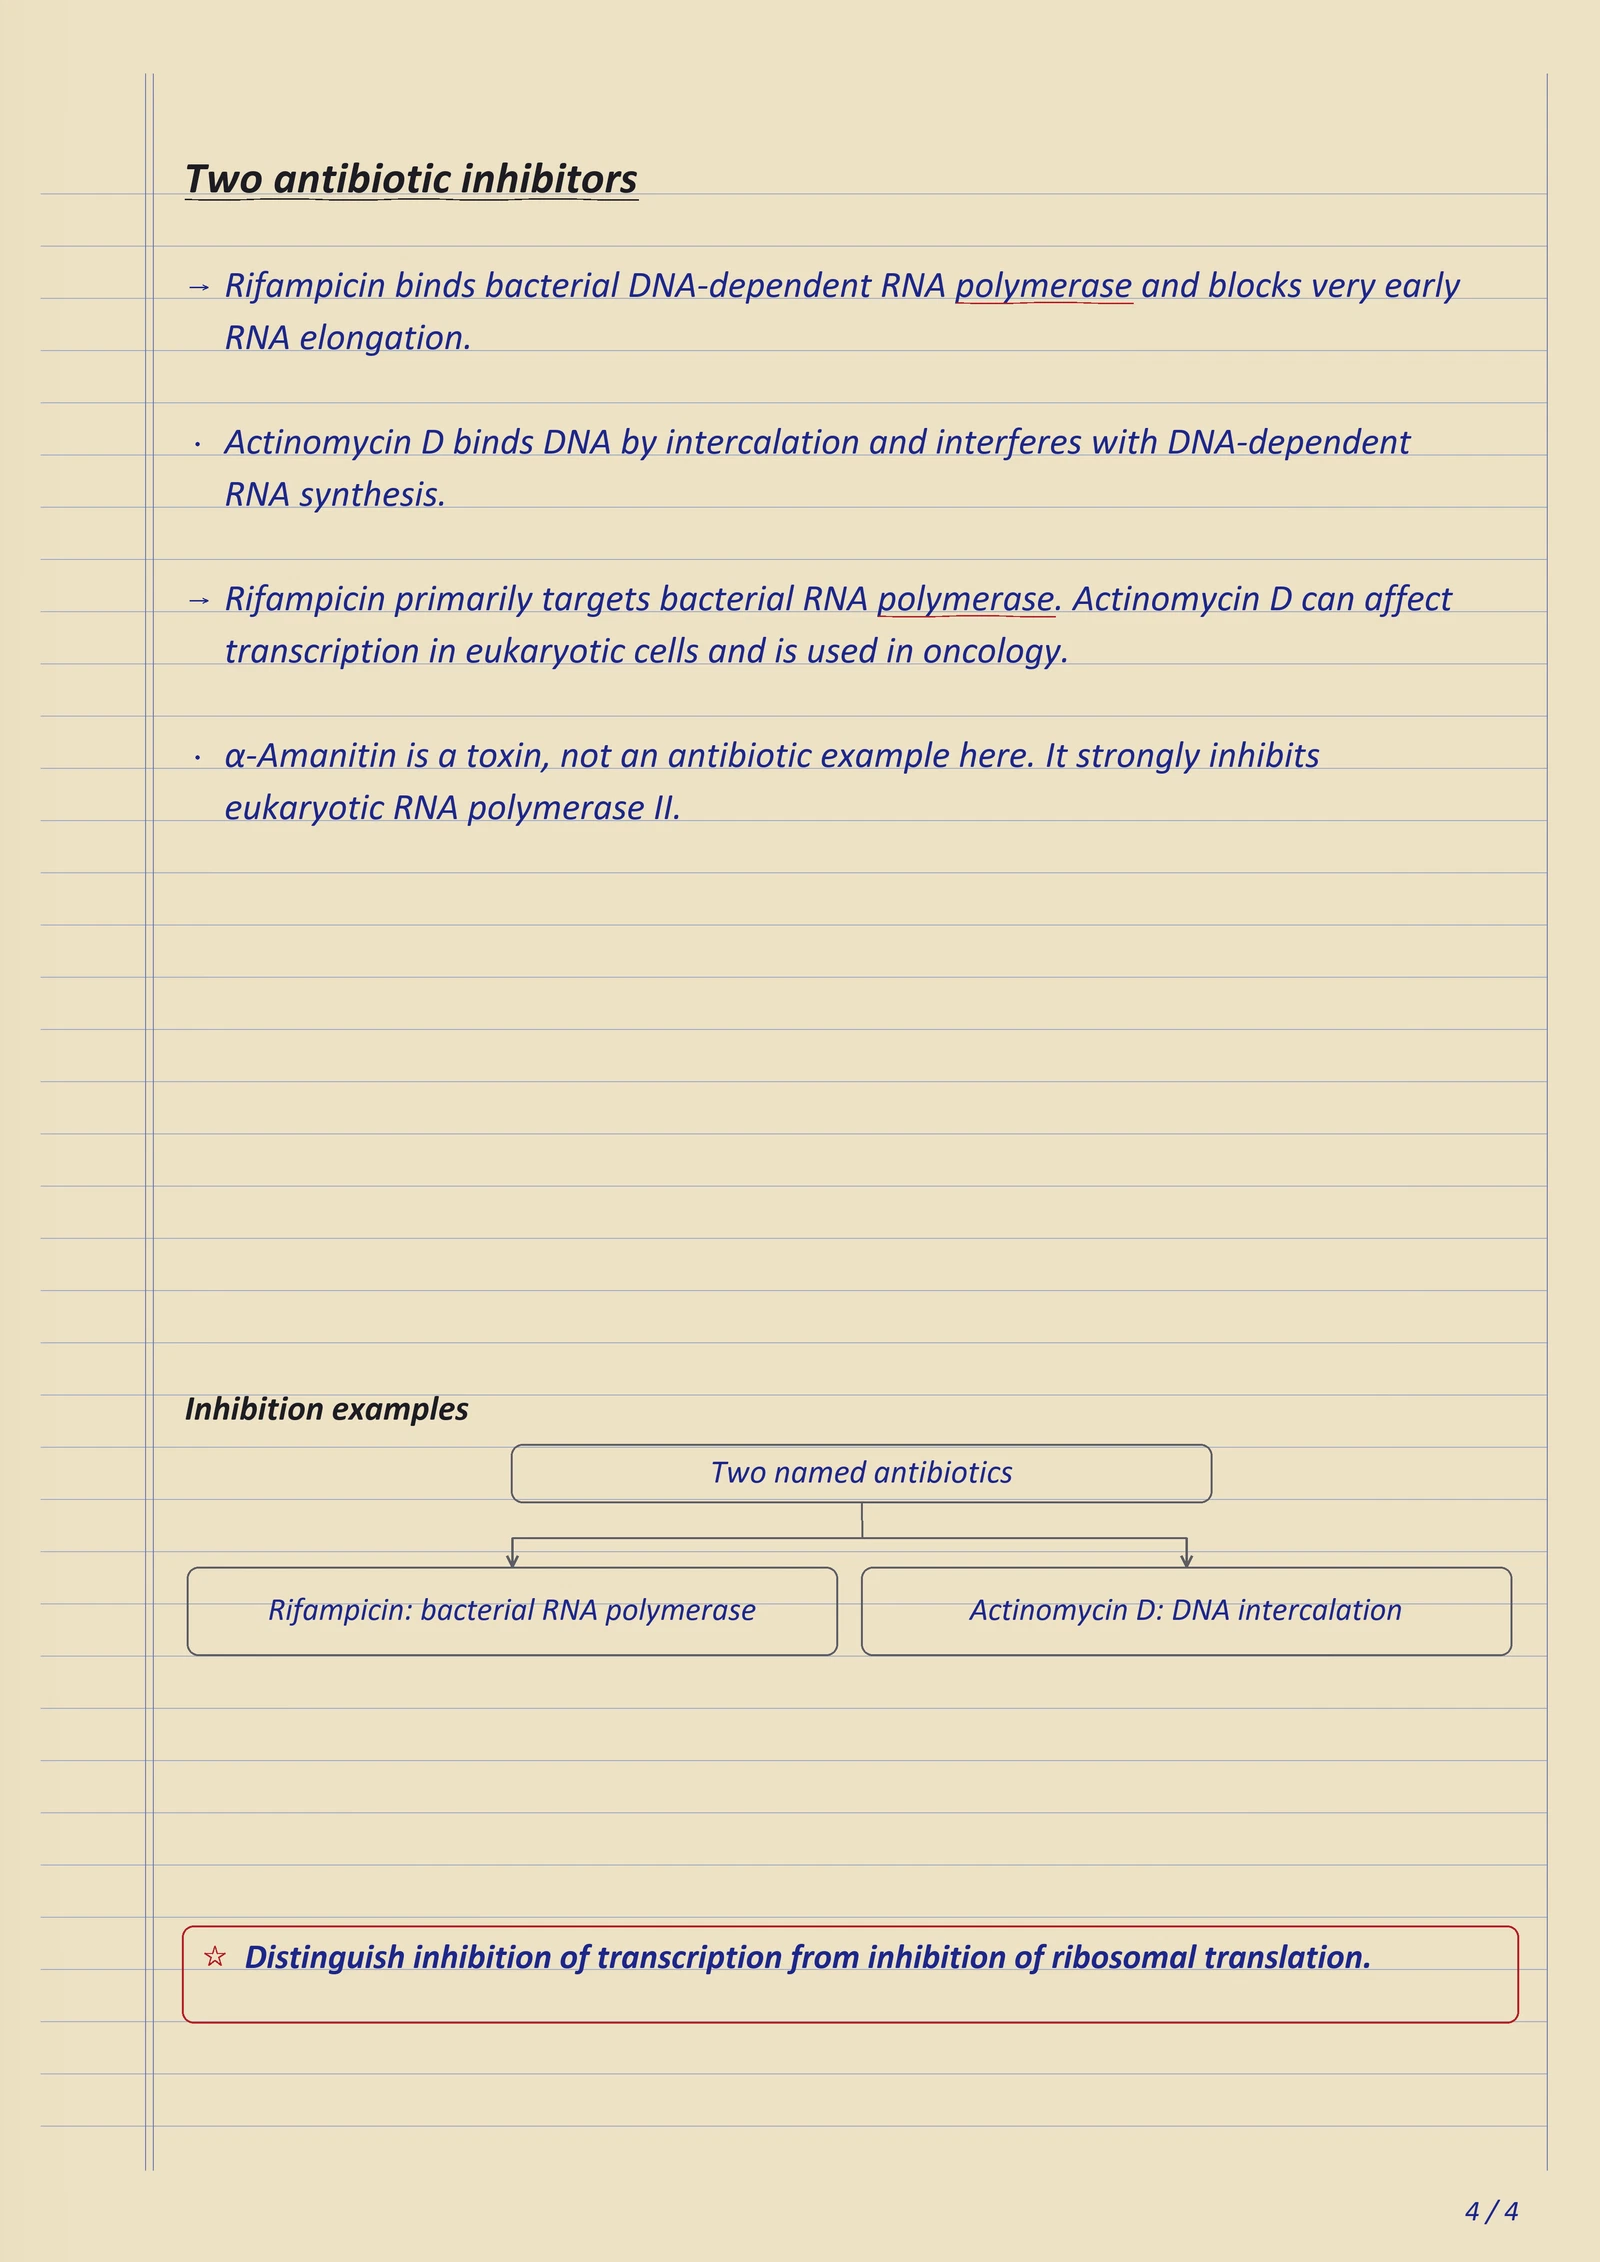 Two antibiotic inhibitors
→ Rifampicin binds bacterial DNA-dependent RNA polymerase and blocks very early
RNA elongation.
· Actinomycin D binds DNA by intercalation and interferes with DNA-dependent
RNA synthesis.
→ Rifampicin primarily targets bacterial RNA polymerase. Actinomycin D can affect
transcription in eukaryotic cells and is used in oncology.
· α-Amanitin is a toxin, not an antibiotic example here. It strongly inhibits
eukaryotic RNA polymerase II.
Inhibition examples
Two named antibiotics
Rifampicin: bacterial RNA polymerase
Actinomycin D: DNA intercalation
☆ Distinguish inhibition of transcription from inhibition of ribosomal translation.
4 / 4